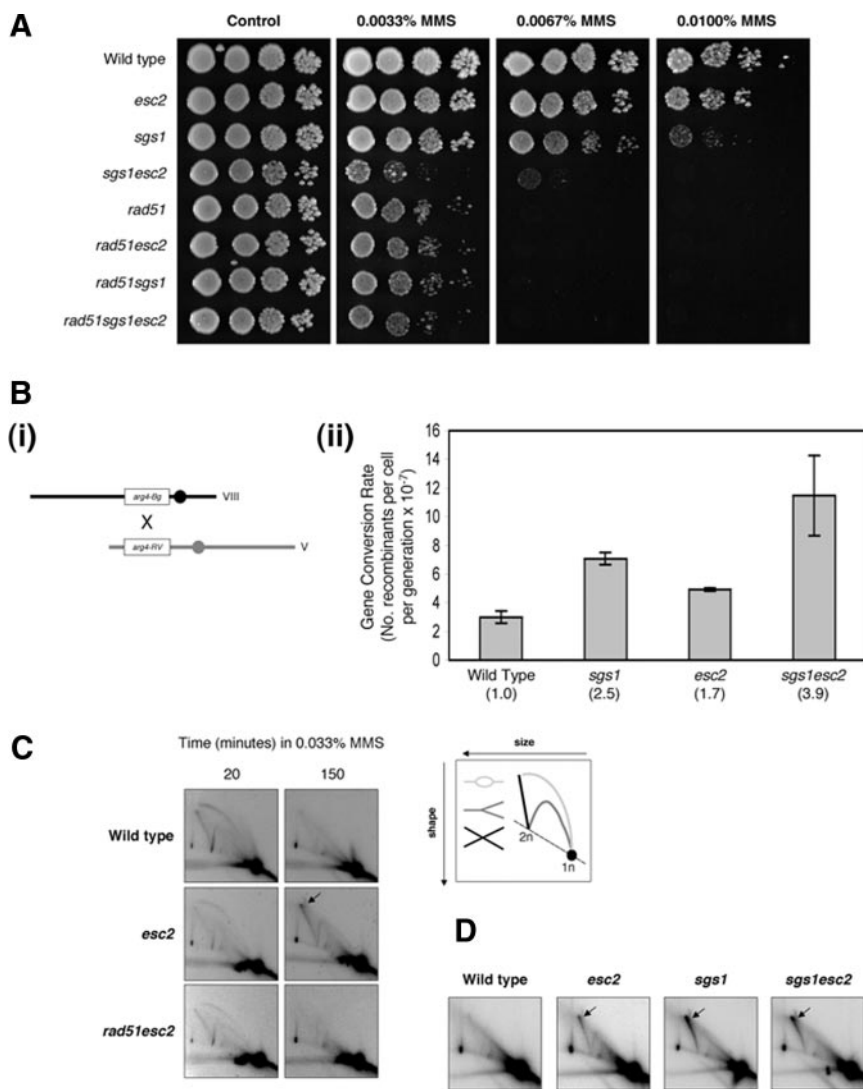 A
Control 0.0033% MMS 0.0067% MMS 0.0100% MMS
Wild type
esc2
sgs1
sgs1esc2
rad51
rad51esc2
rad51sgs1
rad51sgs1esc2
B
(i)
arg4-Bg
VIII
X
arg4-RV
V
(ii)
Gene Conversion Rate
(No. recombinants per cell
per generation x 10⁻⁷)
16
14
12
10
8
6
4
2
0
Wild Type sgs1 esc2 sgs1esc2
(1.0) (2.5) (1.7) (3.9)
C
Time (minutes) in 0.033% MMS
20 150
Wild type
esc2
rad51esc2
size
shape
2n
1n
D
Wild type esc2 sgs1 sgs1esc2